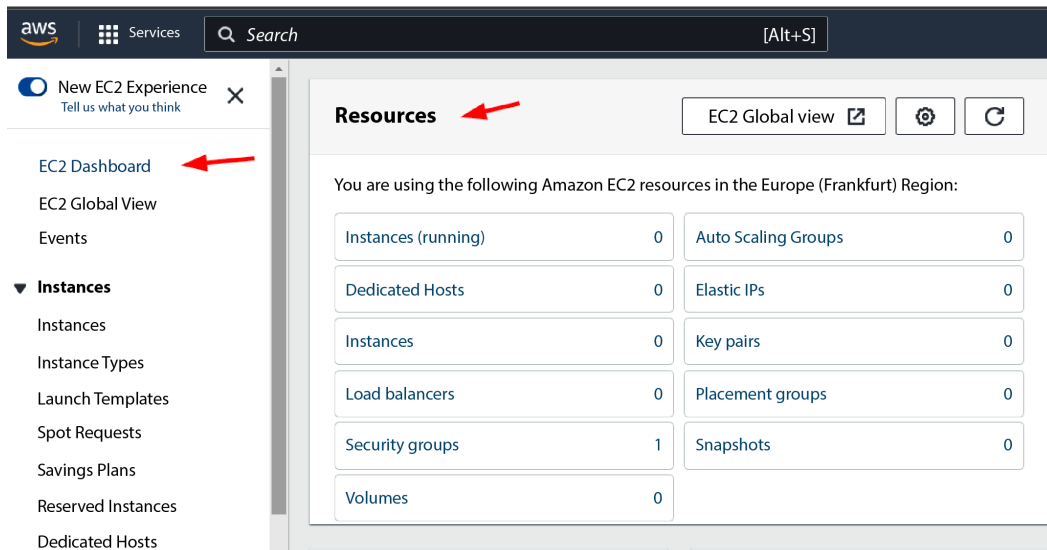 aws
Services
Search
[Alt+S]
New EC2 Experience
Tell us what you think
EC2 Dashboard
EC2 Global View
Events
Instances
Instances
Instance Types
Launch Templates
Spot Requests
Savings Plans
Reserved Instances
Dedicated Hosts
Resources
EC2 Global view
You are using the following Amazon EC2 resources in the Europe (Frankfurt) Region:
Instances (running) 0
Auto Scaling Groups 0
Dedicated Hosts 0
Elastic IPs 0
Instances 0
Key pairs 0
Load balancers 0
Placement groups 0
Security groups 1
Snapshots 0
Volumes 0